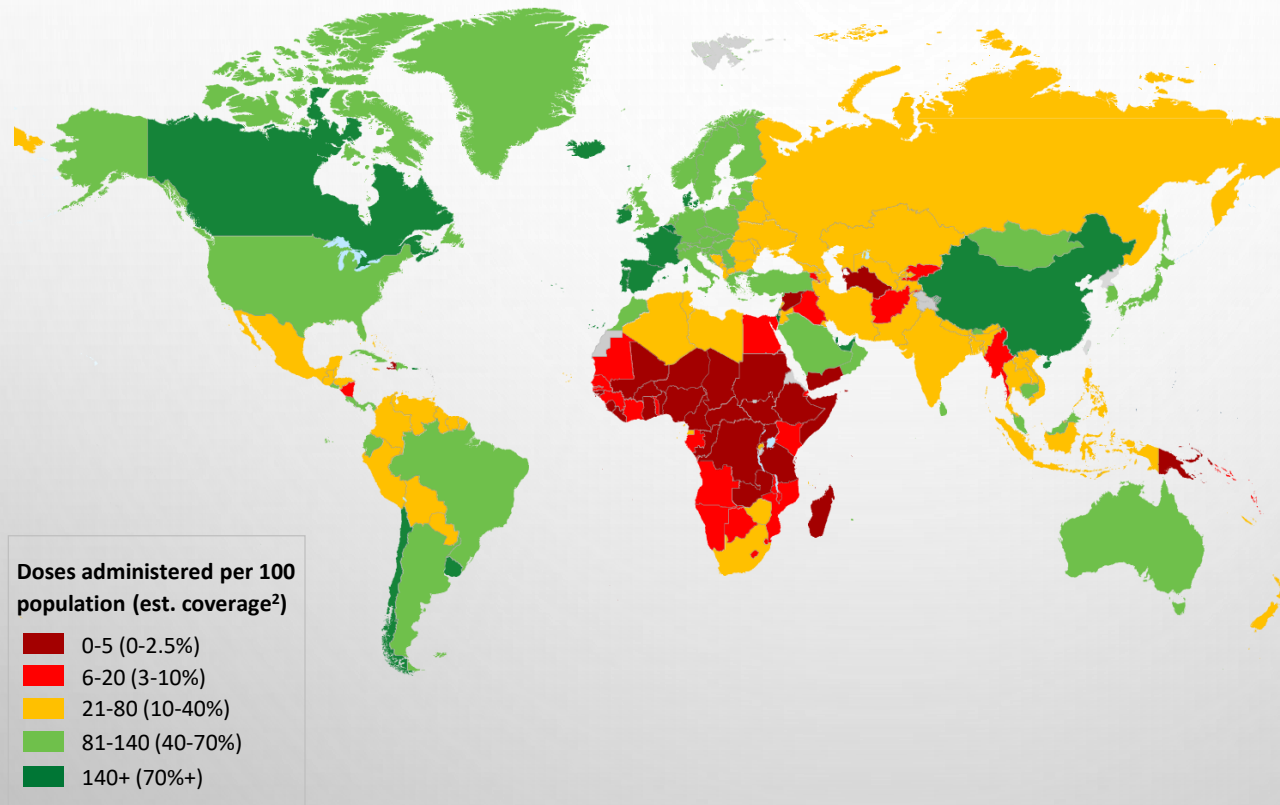 Doses administered per 100
population (est. coverage²)
0-5 (0-2.5%)
6-20 (3-10%)
21-80 (10-40%)
81-140 (40-70%)
140+ (70%+)